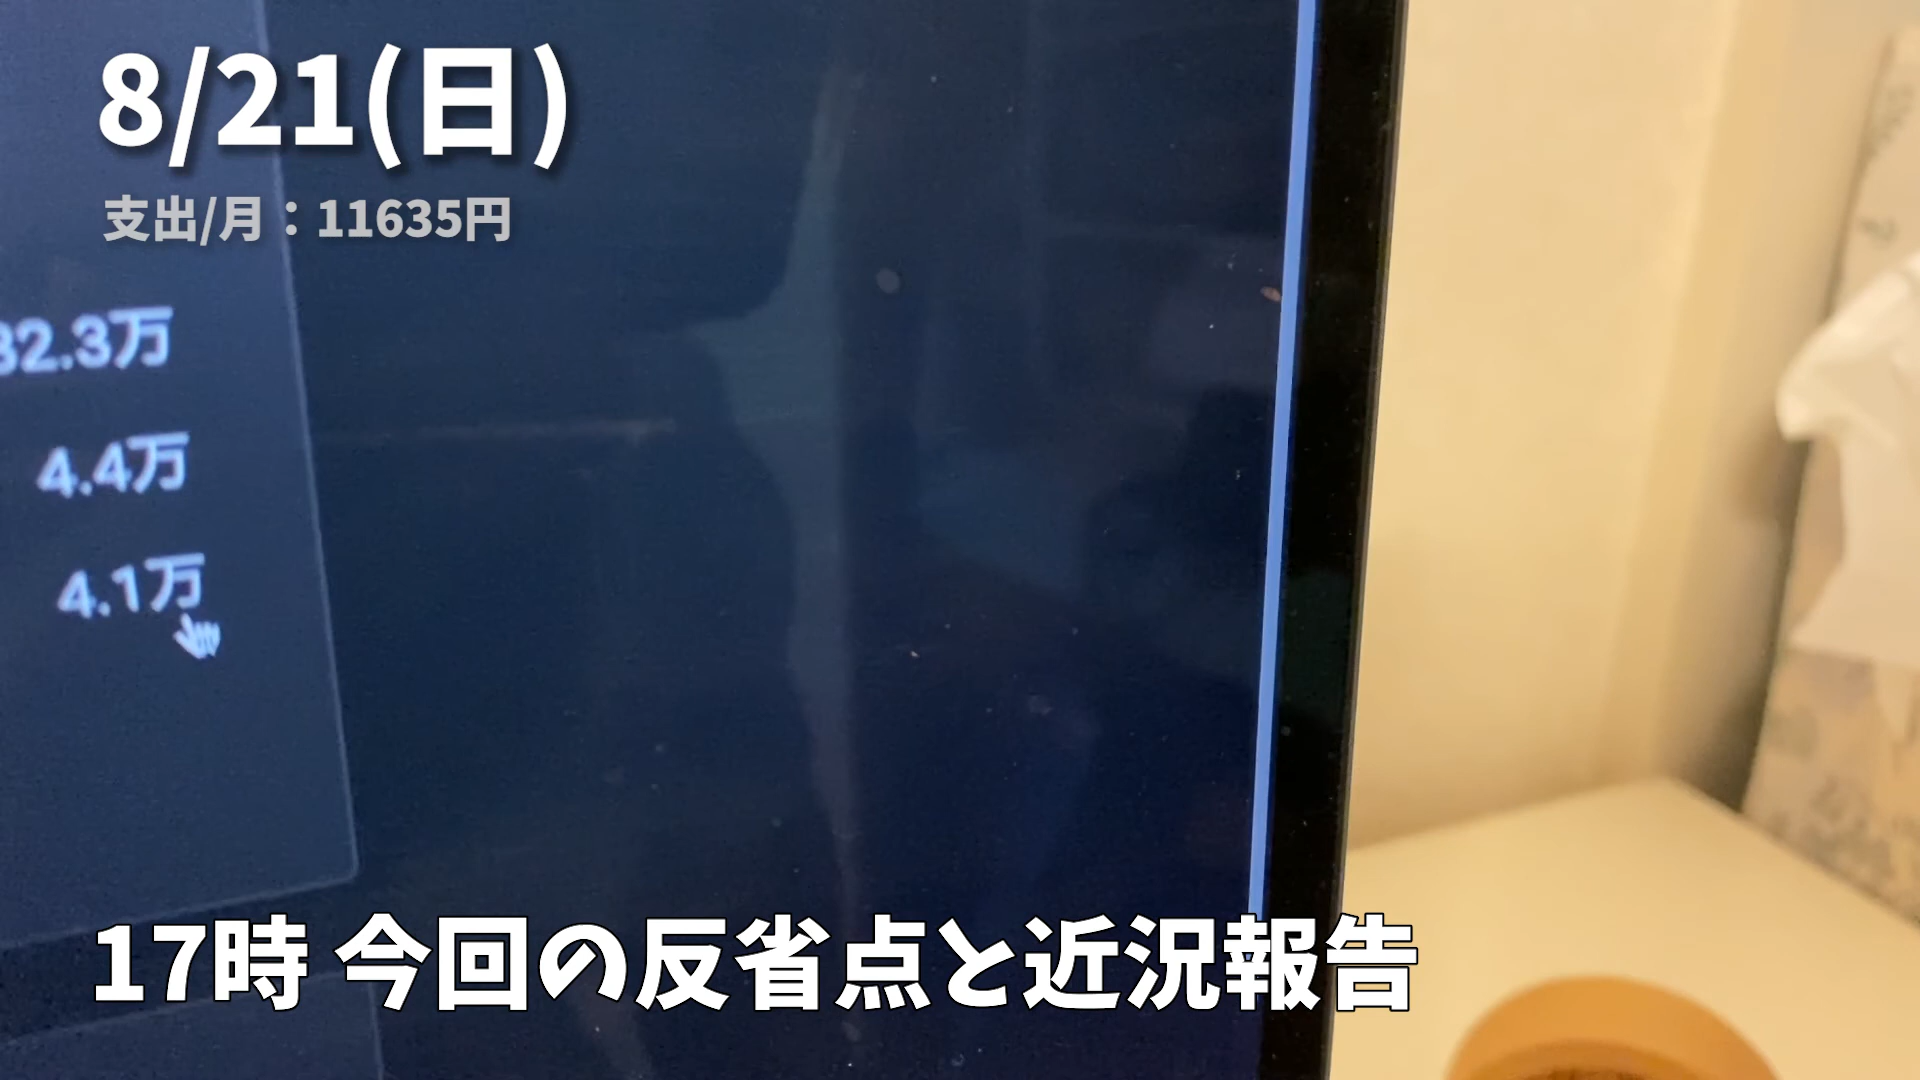 8/21(日)
支出/月：11635円
32.3万
4.4万
4.1万
17時 今回の反省点と近況報告